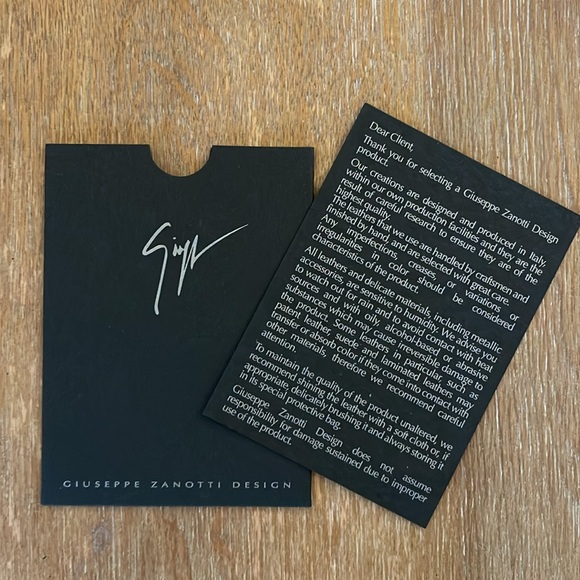 GIUSEPPE ZANOTTI DESIGN
Dear Client,
Thank you for selecting a Giuseppe Zanotti Design
product.
Our creations are designed and produced in Italy,
within our own production facilities and they are the
result of careful research to ensure they are of the
highest quality.
The leathers that we use are handled by craftsmen and
finished by hand, and are selected with great care.
Any imperfections, creases, or variations or
irregularities in color should be considered
characteristics of the product.
All leathers and delicate materials, including metallic
accessories, are sensitive to humidity. We advise you
to watch out for rain and to avoid contact with heat
sources and with oily, alcohol-based or abrasive
substances which may cause irreversible damage to
the product. Some leathers in particular, such as
patent leather, suede and laminated leathers may
transfer or absorb color if they come into contact with
other materials, therefore we recommend careful
attention.
To maintain the quality of the product unaltered, we
recommend shining the leather with a soft cloth or, if
appropriate delicately brushing it and always storing it
in its special protective bag.
Giuseppe Zanotti Design does not assume
responsibility for damage sustained due to improper
use of the product.